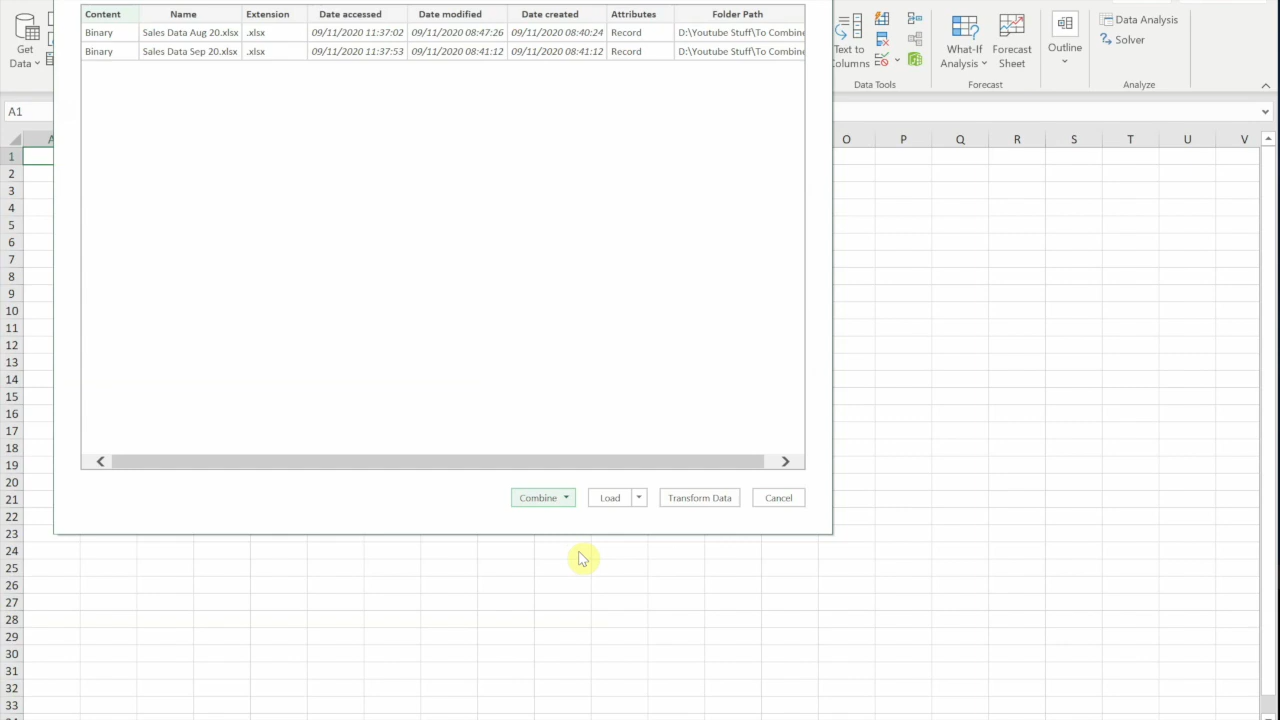 Content Name Extension Date accessed Date modified Date created Attributes Folder Path
Binary Sales Data Aug 20.xlsx .xlsx 09/11/2020 11:37:02 09/11/2020 08:47:26 09/11/2020 08:40:24 Record D:\Youtube Stuff\To Combine
Binary Sales Data Sep 20.xlsx .xlsx 09/11/2020 11:37:53 09/11/2020 08:41:12 09/11/2020 08:41:12 Record D:\Youtube Stuff\To Combine
Get
Data
Text to
Columns
Data Tools
What-If
Analysis
Forecast
Sheet
Forecast
Outline
Data Analysis
Solver
Analyze
A1
O P Q R S T U V
1
2
3
4
5
6
7
8
9
10
11
12
13
14
15
16
17
18
19
20
21
22
23
24
25
26
27
28
29
30
31
32
33
Combine Load Transform Data Cancel